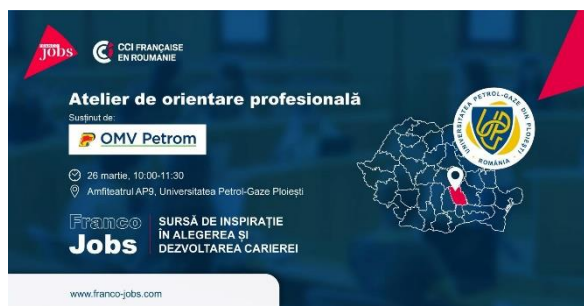 jobs
CCI FRANÇAISE
EN ROUMANIE
Atelier de orientare profesională
Susținut de:
OMV Petrom
26 martie, 10:00-11:30
Amfiteatrul AP9, Universitatea Petrol-Gaze Ploiești
UNIVERSITATEA PETROL-GAZE DIN PLOIEȘTI
ROMÂNIA
Franco
Jobs
SURSĂ DE INSPIRAȚIE
ÎN ALEGEREA ȘI
DEZVOLTAREA CARIEREI
www.franco-jobs.com